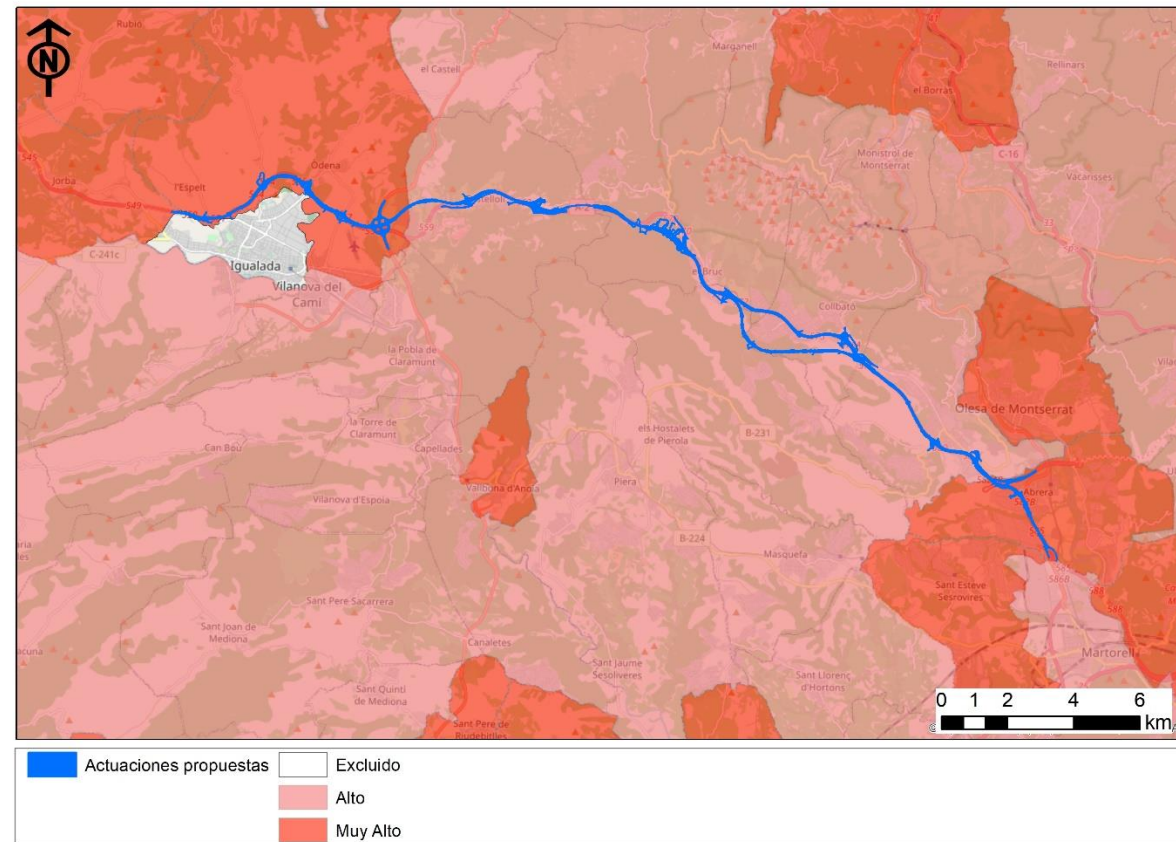 Rubio
N
el Castell
Marganell
Rellinars
el Borràs
C-16
Monistrol de
Montserrat
Vacarisses
Jorba
l'Espelt
Òdena
el Bruc
Collbató
C-241c
Igualada
Vilanova del
Camí
la Pobla de
Claramunt
Olesa de Montserrat
la Torre de
Claramunt
Capellades
els Hostalets
de Pierola
B-231
Can Bou
Vallbona d'Anoia
Piera
Abrera
Vilanova d'Espoia
B-224
Masquefa
Sant Esteve
Sesrovires
Sant Pere Sacarrera
Sant Joan de
Mediona
Canaletes
Martorell
Sant Jaume
Sesoliveres
Sant Llorenç
d'Hortons
Sant Quintí
de Mediona
Sant Pere de
Riudebitlles
0 1 2 4 6
km
Actuaciones propuestas
Excluido
Alto
Muy Alto